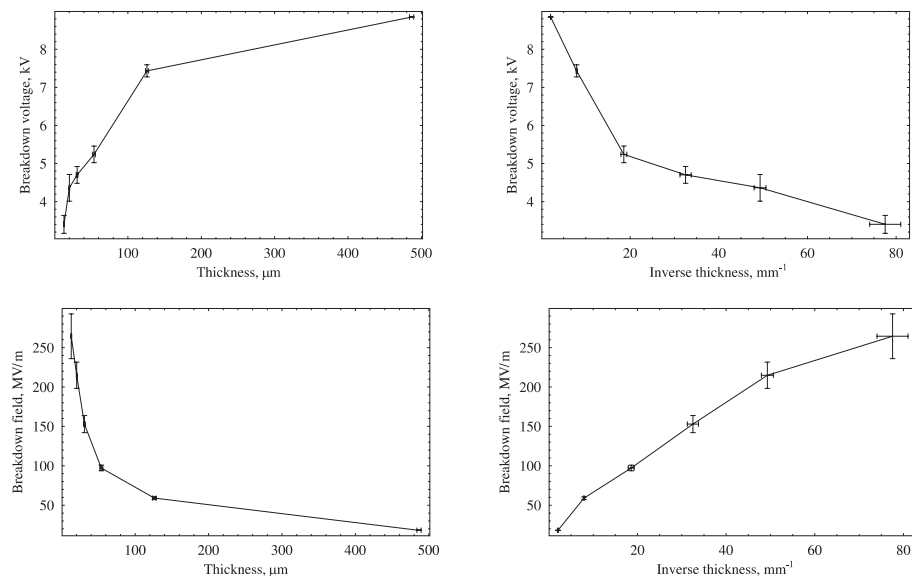 Breakdown voltage, kV
8
7
6
5
4
100 200 300 400 500
Thickness, μm
Breakdown voltage, kV
8
7
6
5
4
20 40 60 80
Inverse thickness, mm-1
Breakdown field, MV/m
250
200
150
100
50
100 200 300 400 500
Thickness, μm
Breakdown field, MV/m
250
200
150
100
50
20 40 60 80
Inverse thickness, mm-1